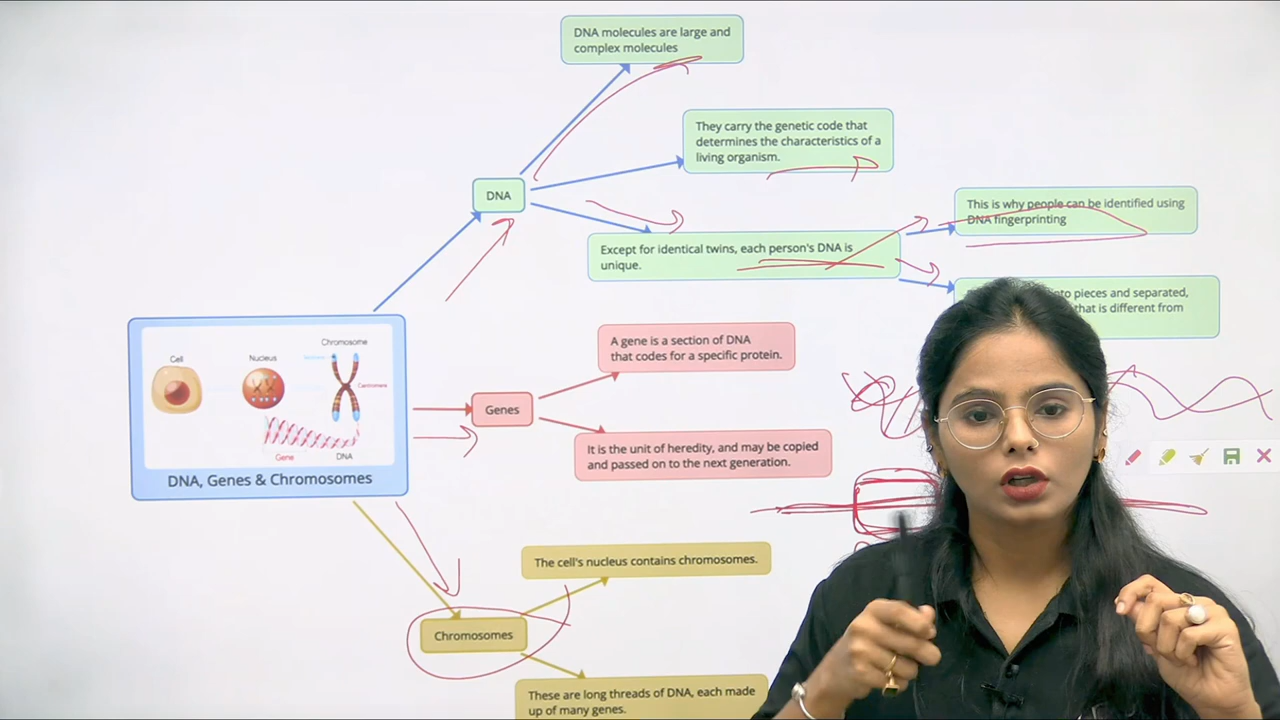 DNA molecules are large and
complex molecules
They carry the genetic code that
determines the characteristics of a
living organism.
DNA
This is why people can be identified using
DNA fingerprinting
Except for identical twins, each person's DNA is
unique.
to pieces and separated,
that is different from
Chromosome
Cell
Nucleus
Centromere
Gene
DNA
DNA, Genes & Chromosomes
A gene is a section of DNA
that codes for a specific protein.
Genes
It is the unit of heredity, and may be copied
and passed on to the next generation.
The cell's nucleus contains chromosomes.
Chromosomes
These are long threads of DNA, each made
up of many genes.